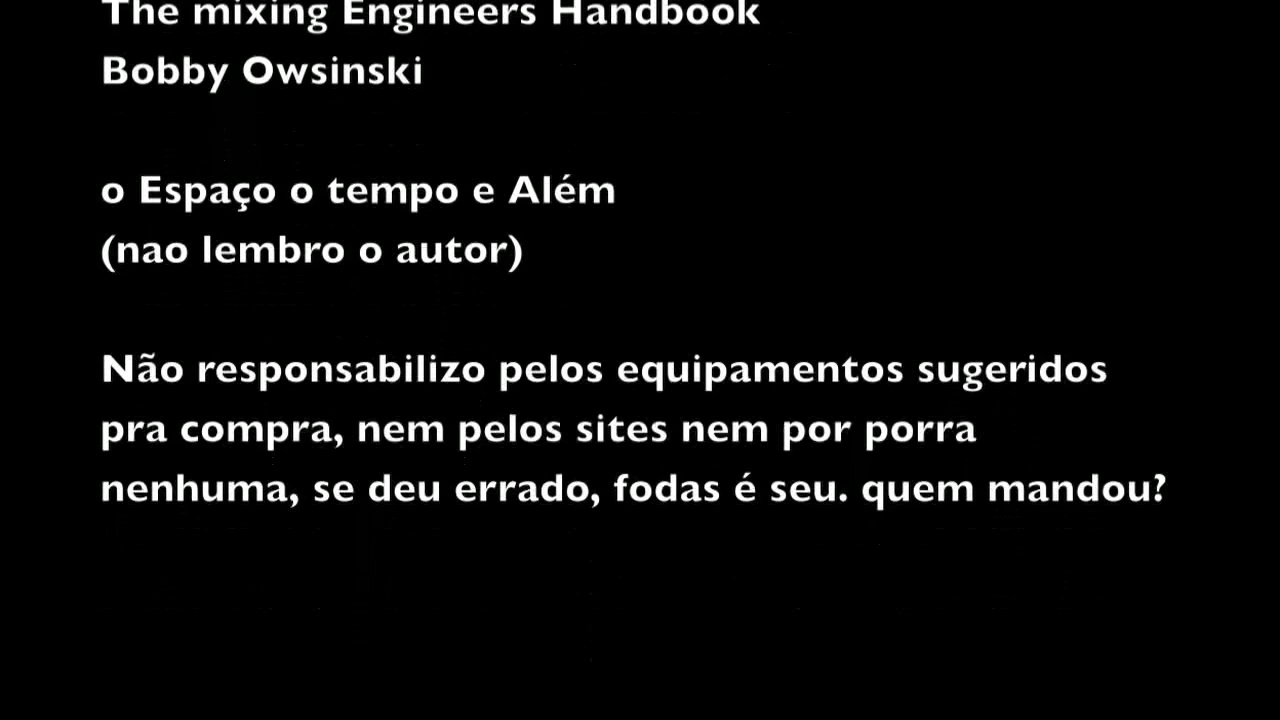 The mixing Engineers Handbook
Bobby Owsinski
o Espaço o tempo e Além
(nao lembro o autor)
Não responsabilizo pelos equipamentos sugeridos
pra compra, nem pelos sites nem por porra
nenhuma, se deu errado, fodas é seu. quem mandou?